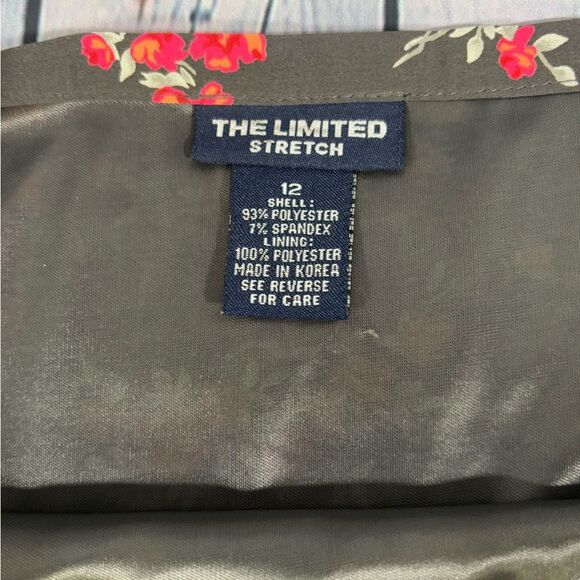 THE LIMITED
STRETCH
12
SHELL:
93% POLYESTER
7% SPANDEX
LINING:
100% POLYESTER
MADE IN KOREA
SEE REVERSE
FOR CARE